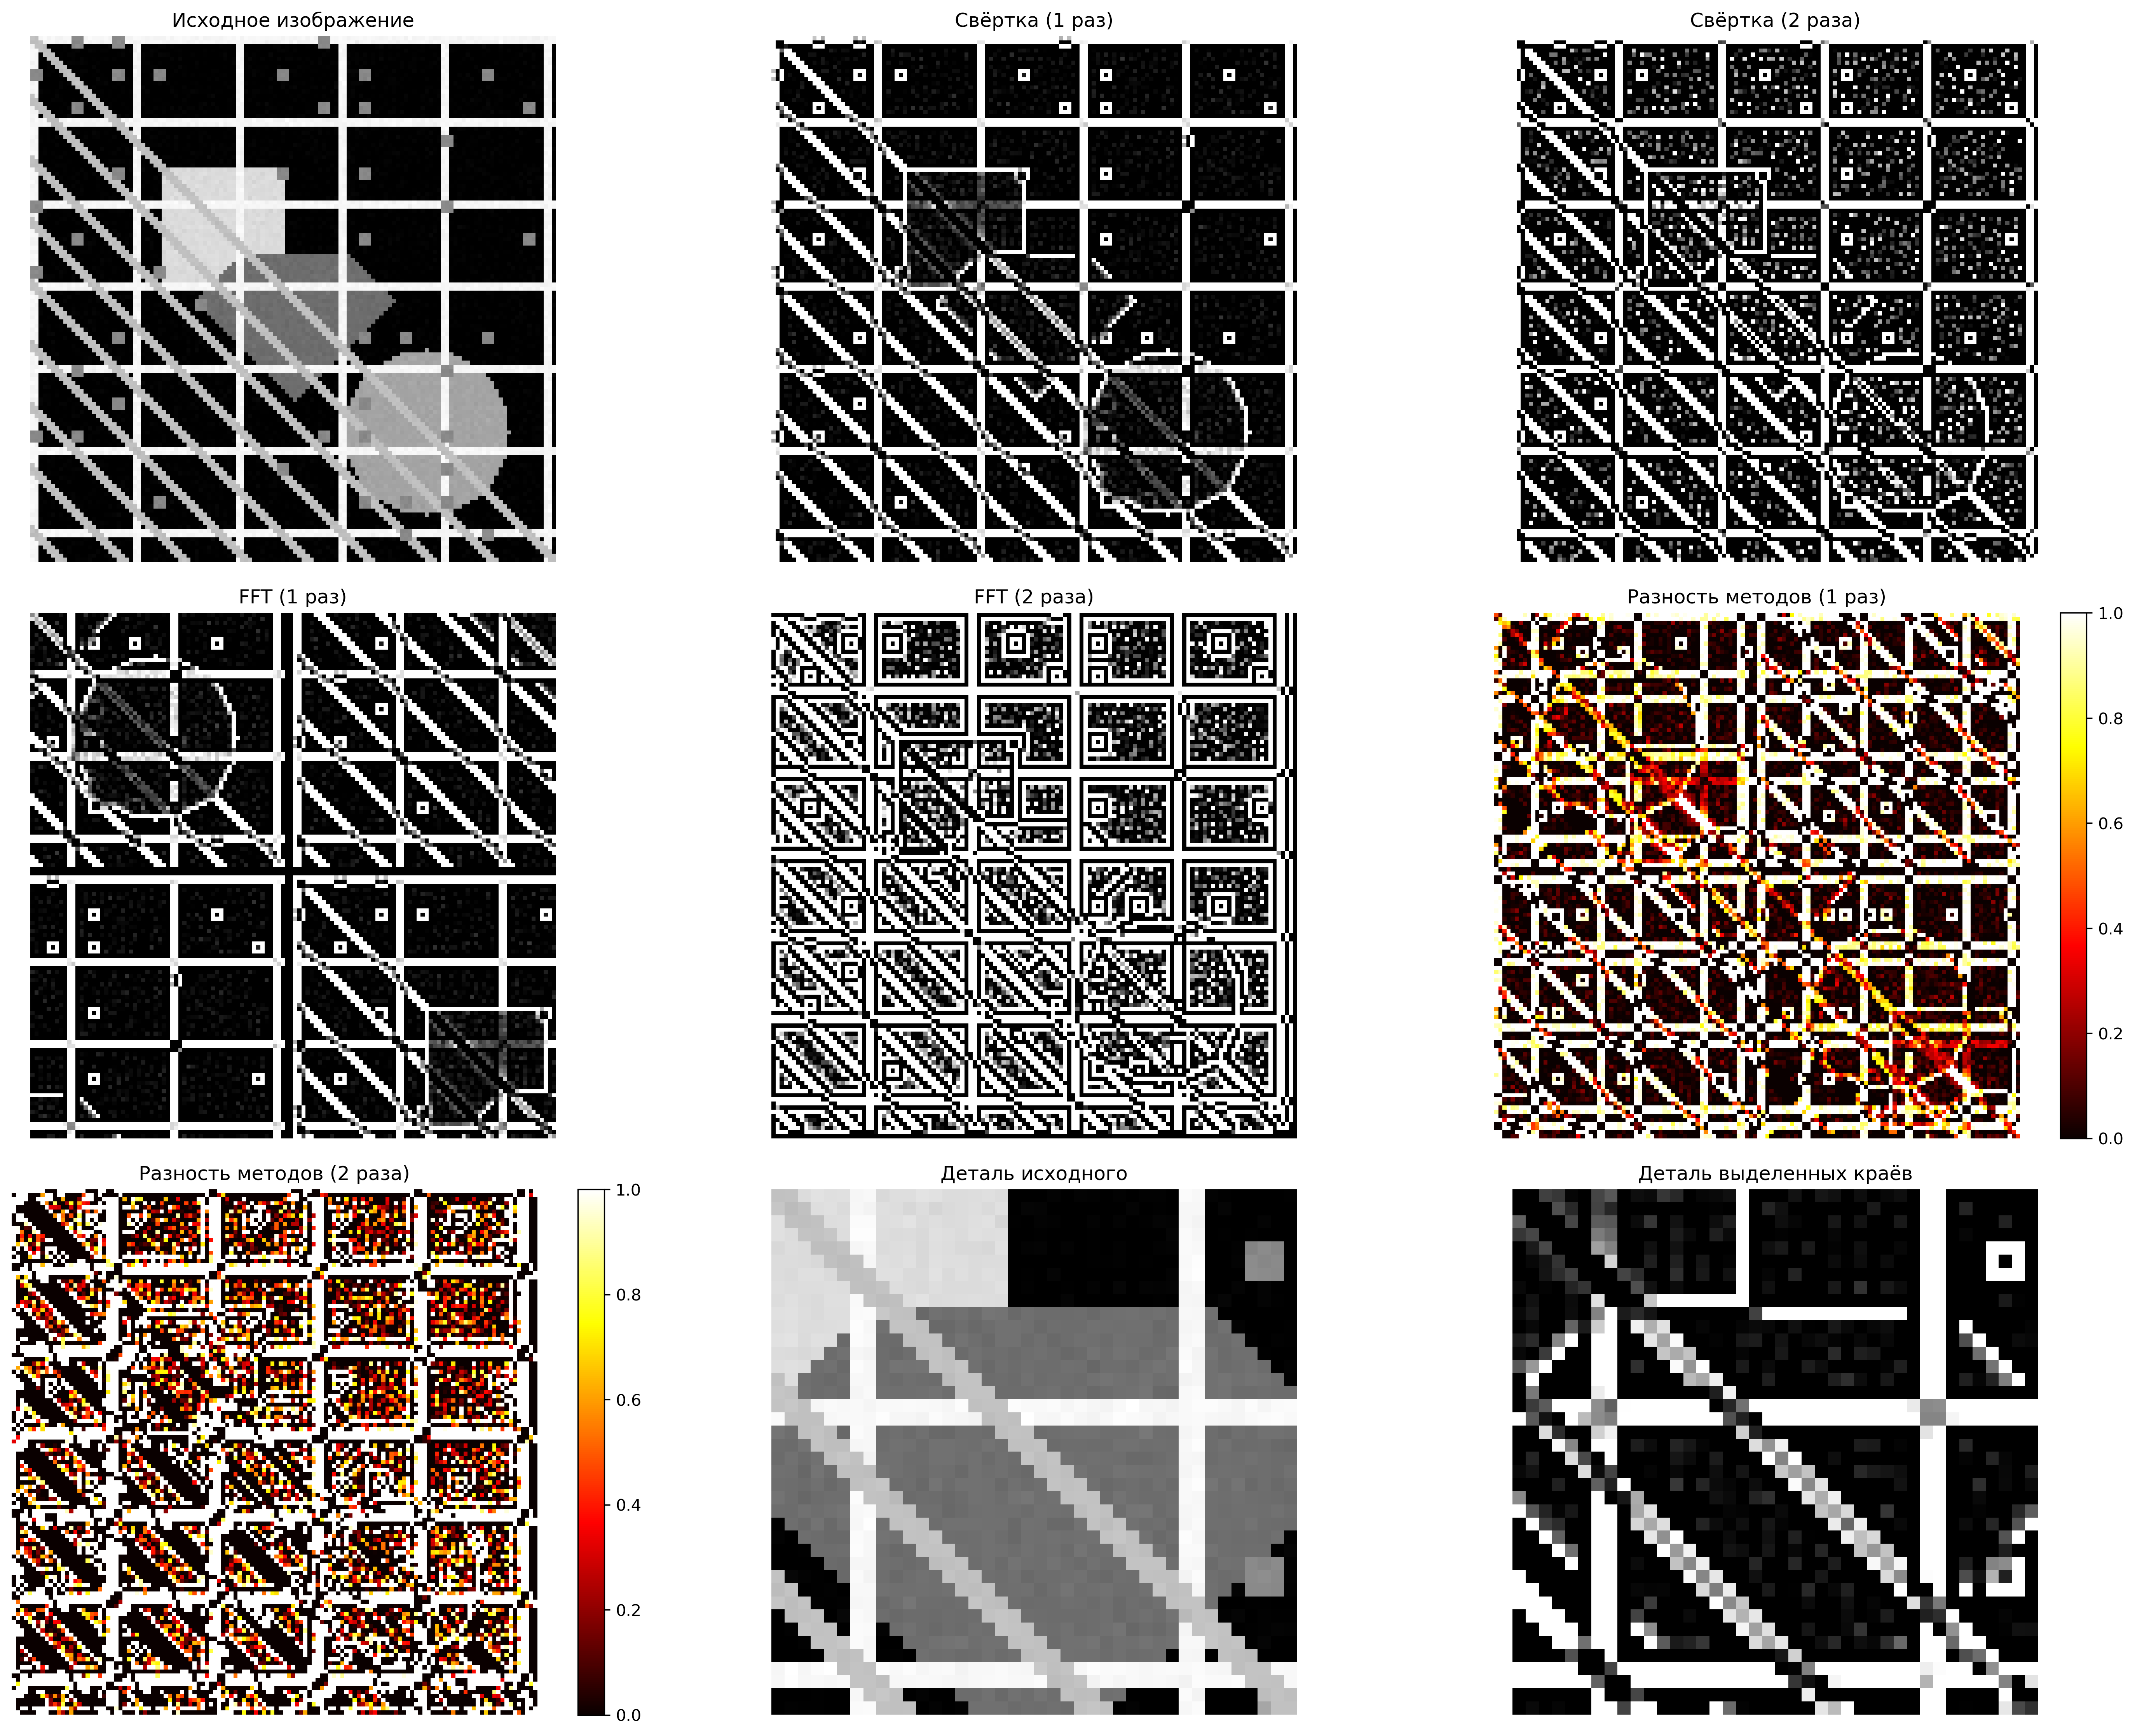 Исходное изображение
Свёртка (1 раз)
Свёртка (2 раза)
FFT (1 раз)
FFT (2 раза)
Разность методов (1 раз)
1.0
0.8
0.6
0.4
0.2
0.0
Разность методов (2 раза)
1.0
0.8
0.6
0.4
0.2
0.0
Деталь исходного
Деталь выделенных краёв